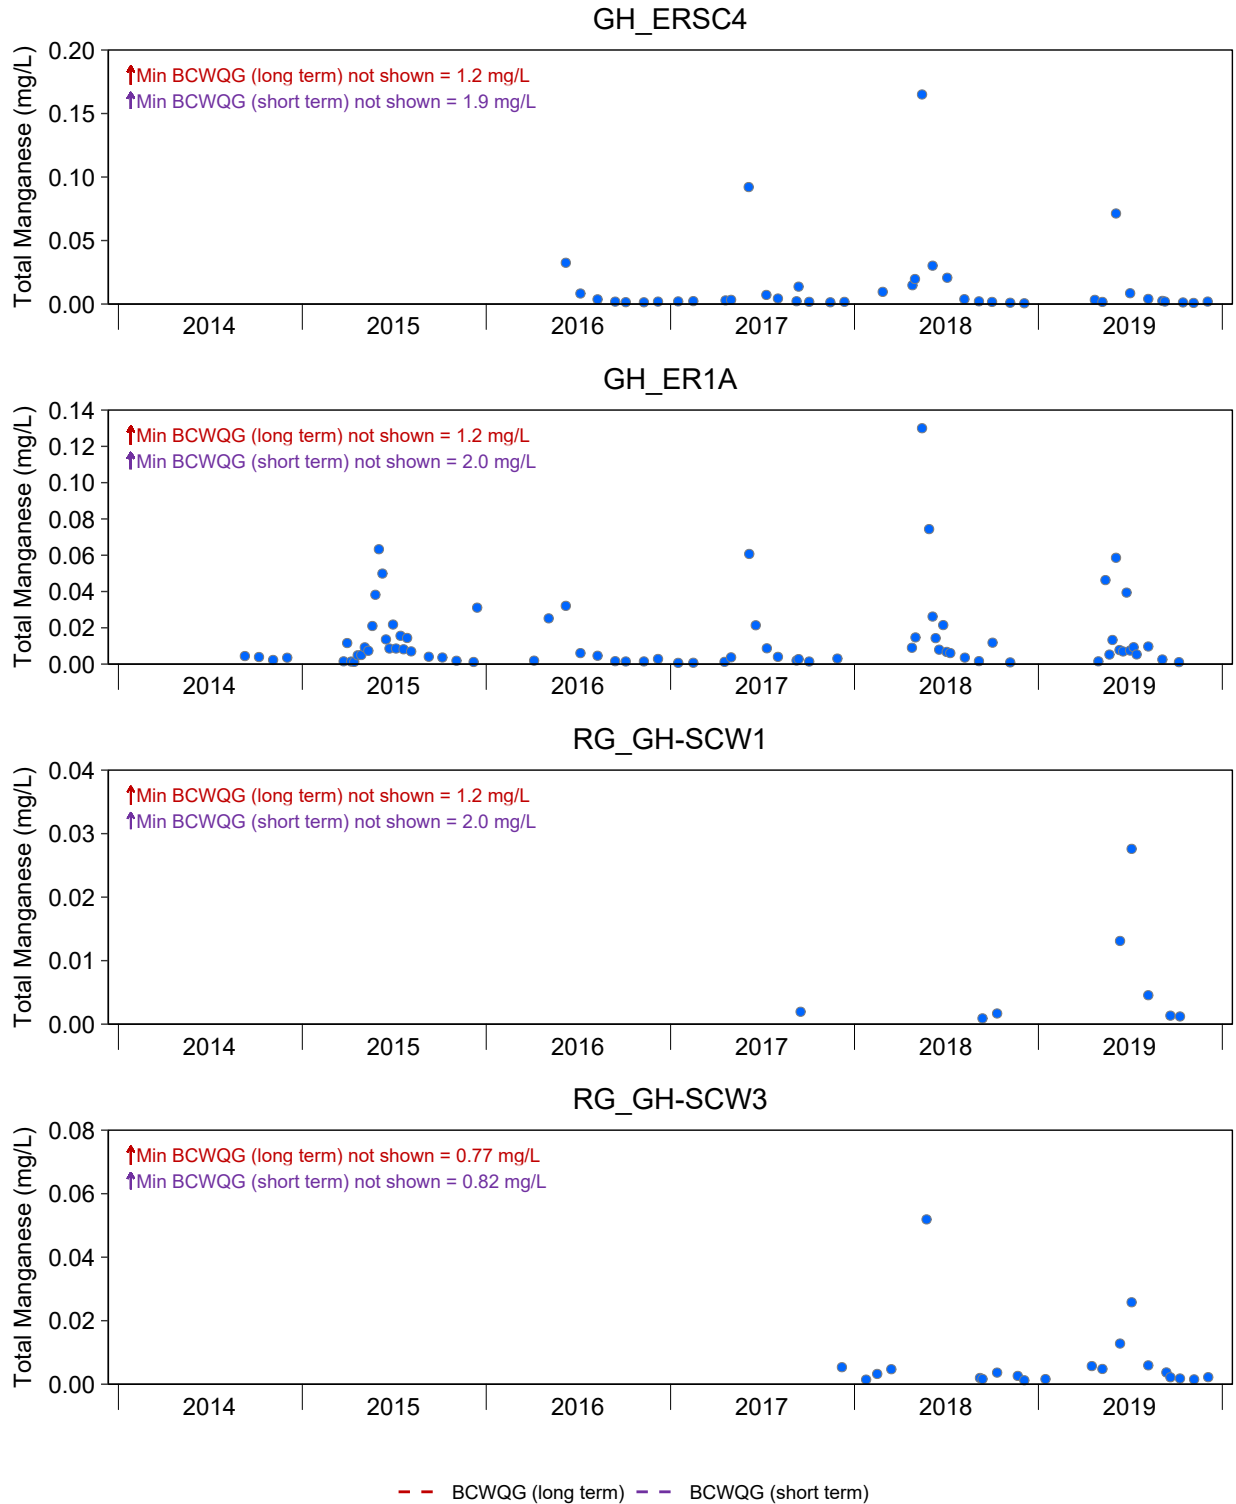 GH_ERSC4
Total Manganese (mg/L)
0.20
0.15
0.10
0.05
0.00
↑Min BCWQG (long term) not shown = 1.2 mg/L
↑Min BCWQG (short term) not shown = 1.9 mg/L
2014 2015 2016 2017 2018 2019
GH_ER1A
Total Manganese (mg/L)
0.14
0.12
0.10
0.08
0.06
0.04
0.02
0.00
↑Min BCWQG (long term) not shown = 1.2 mg/L
↑Min BCWQG (short term) not shown = 2.0 mg/L
2014 2015 2016 2017 2018 2019
RG_GH-SCW1
Total Manganese (mg/L)
0.04
0.03
0.02
0.01
0.00
↑Min BCWQG (long term) not shown = 1.2 mg/L
↑Min BCWQG (short term) not shown = 2.0 mg/L
2014 2015 2016 2017 2018 2019
RG_GH-SCW3
Total Manganese (mg/L)
0.08
0.06
0.04
0.02
0.00
↑Min BCWQG (long term) not shown = 0.77 mg/L
↑Min BCWQG (short term) not shown = 0.82 mg/L
2014 2015 2016 2017 2018 2019
BCWQG (long term) BCWQG (short term)